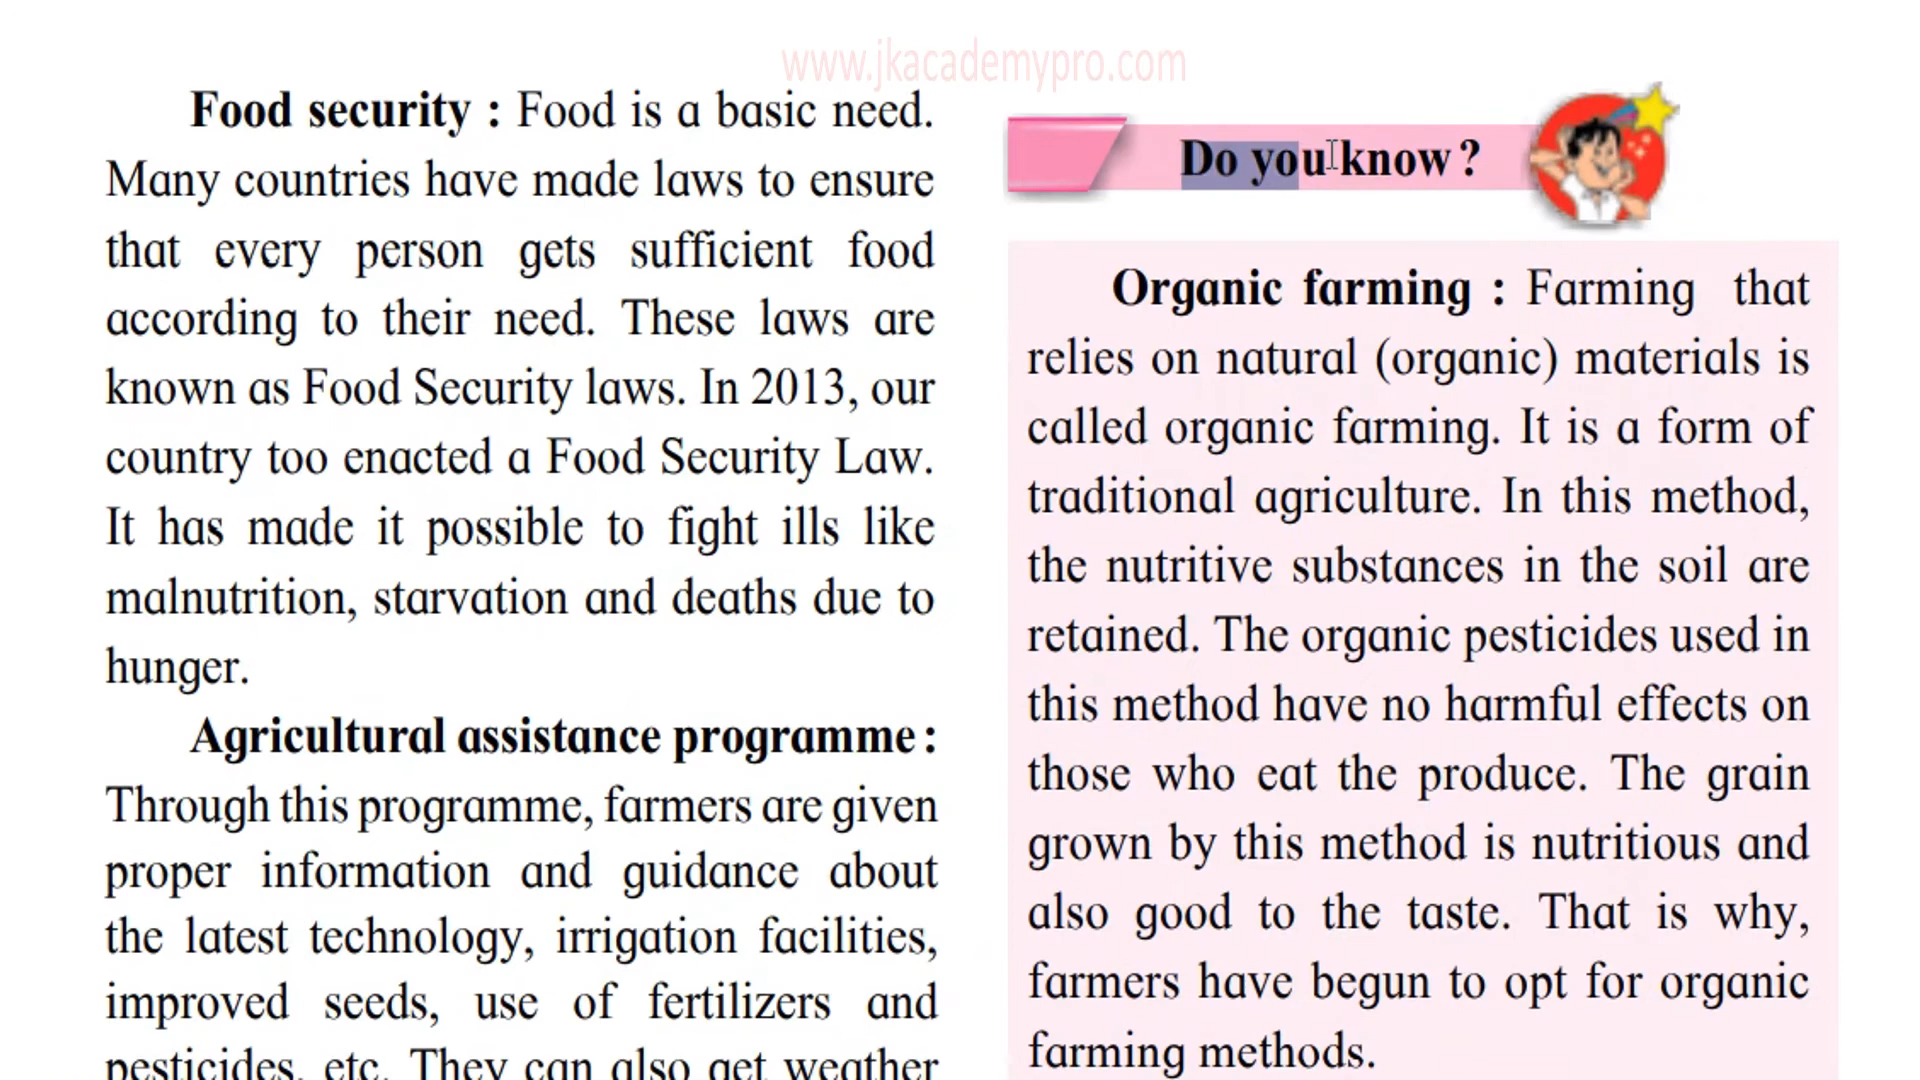 www.jkacademypro.com
Food security : Food is a basic need.
Many countries have made laws to ensure
that every person gets sufficient food
according to their need. These laws are
known as Food Security laws. In 2013, our
country too enacted a Food Security Law.
It has made it possible to fight ills like
malnutrition, starvation and deaths due to
hunger.
Agricultural assistance programme :
Through this programme, farmers are given
proper information and guidance about
the latest technology, irrigation facilities,
improved seeds, use of fertilizers and
pesticides, etc. They can also get weather
Do you know ?
Organic farming : Farming that
relies on natural (organic) materials is
called organic farming. It is a form of
traditional agriculture. In this method,
the nutritive substances in the soil are
retained. The organic pesticides used in
this method have no harmful effects on
those who eat the produce. The grain
grown by this method is nutritious and
also good to the taste. That is why,
farmers have begun to opt for organic
farming methods.